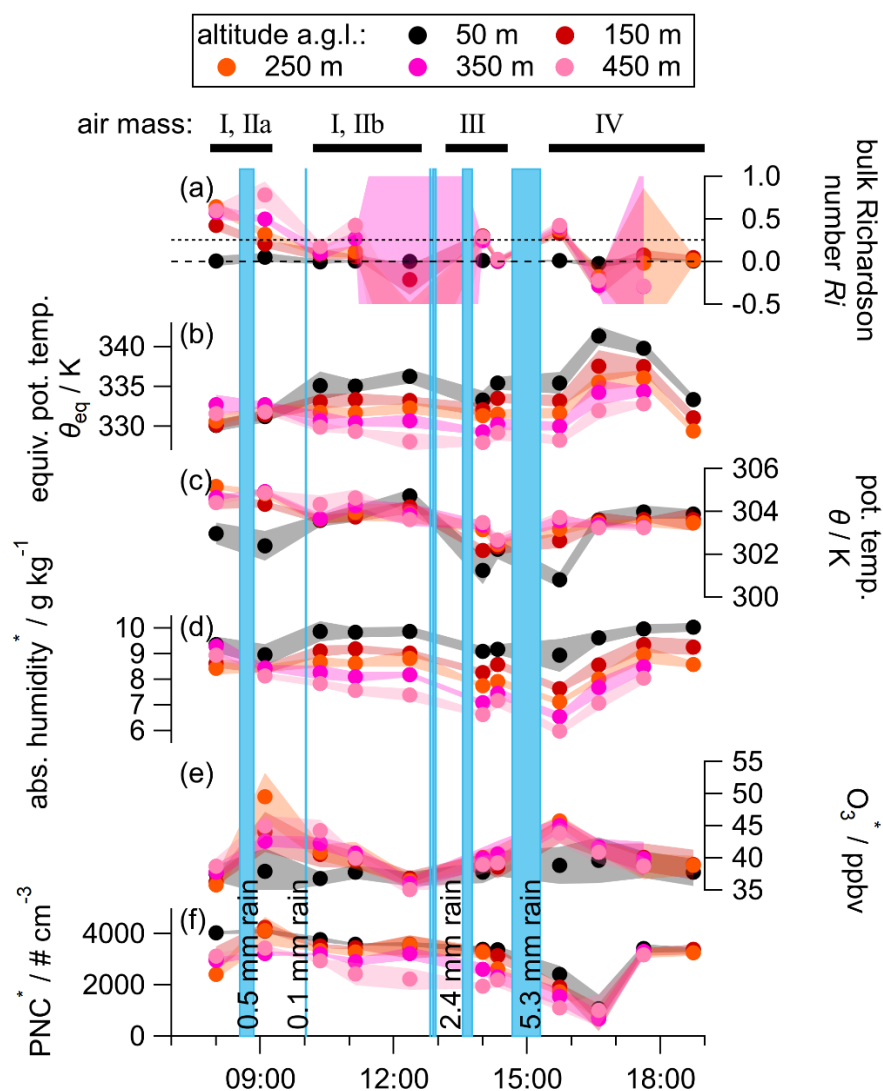 altitude a.g.l.: 50 m 150 m
250 m 350 m 450 m
air mass: I, IIa I, IIb III IV
(a)
1.0
0.5
0.0
-0.5
bulk Richardson
number Ri
(b)
340
335
330
equiv. pot. temp.
θeq / K
(c)
306
304
302
300
pot. temp.
θ / K
(d)
10
9
8
7
6
abs. humidity* / g kg-1
(e)
55
50
45
40
35
O3* / ppbv
(f)
4000
2000
0
PNC* / # cm-3
0.5 mm rain
0.1 mm rain
2.4 mm rain
5.3 mm rain
09:00 12:00 15:00 18:00